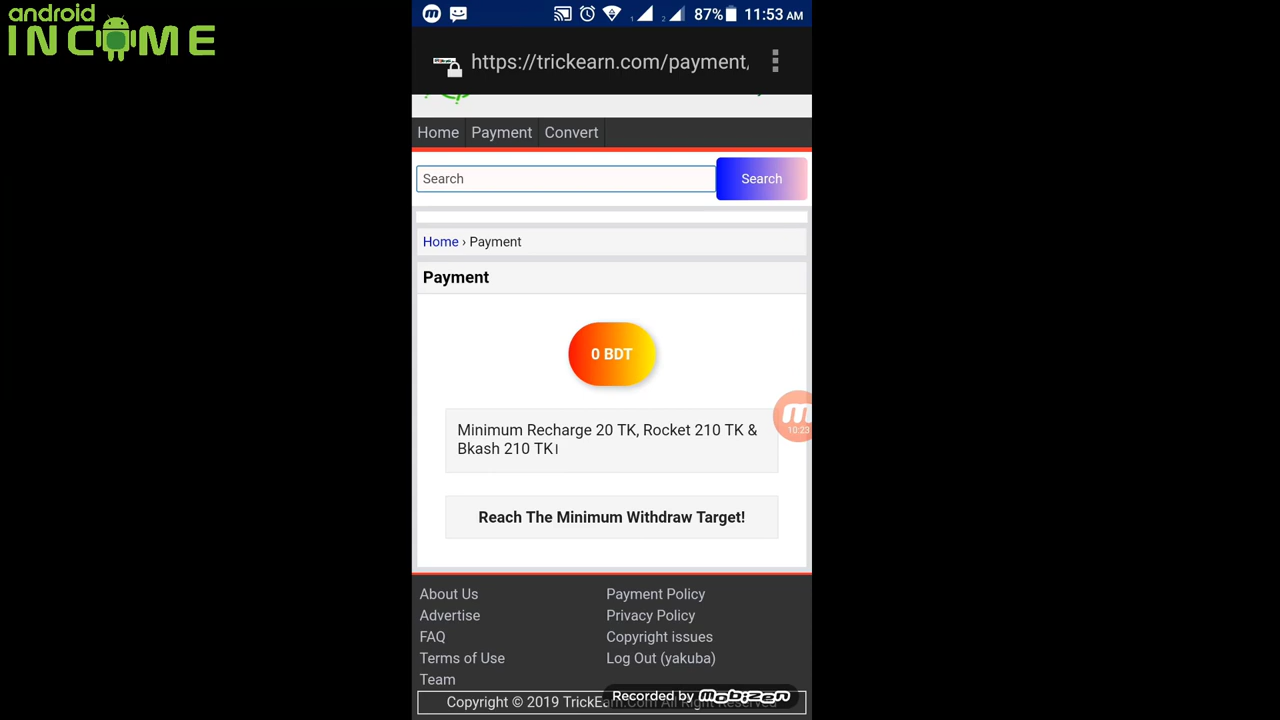 android
INCOME
87% 11:53 AM
https://trickearn.com/payment,
Home Payment Convert
Search Search
Home › Payment
Payment
0 BDT
10:23
Minimum Recharge 20 TK, Rocket 210 TK &
Bkash 210 TK।
Reach The Minimum Withdraw Target!
About Us Payment Policy
Advertise Privacy Policy
FAQ Copyright issues
Terms of Use Log Out (yakuba)
Team
Recorded by mobizen
Copyright © 2019 TrickEarn.Com All Right Reserved